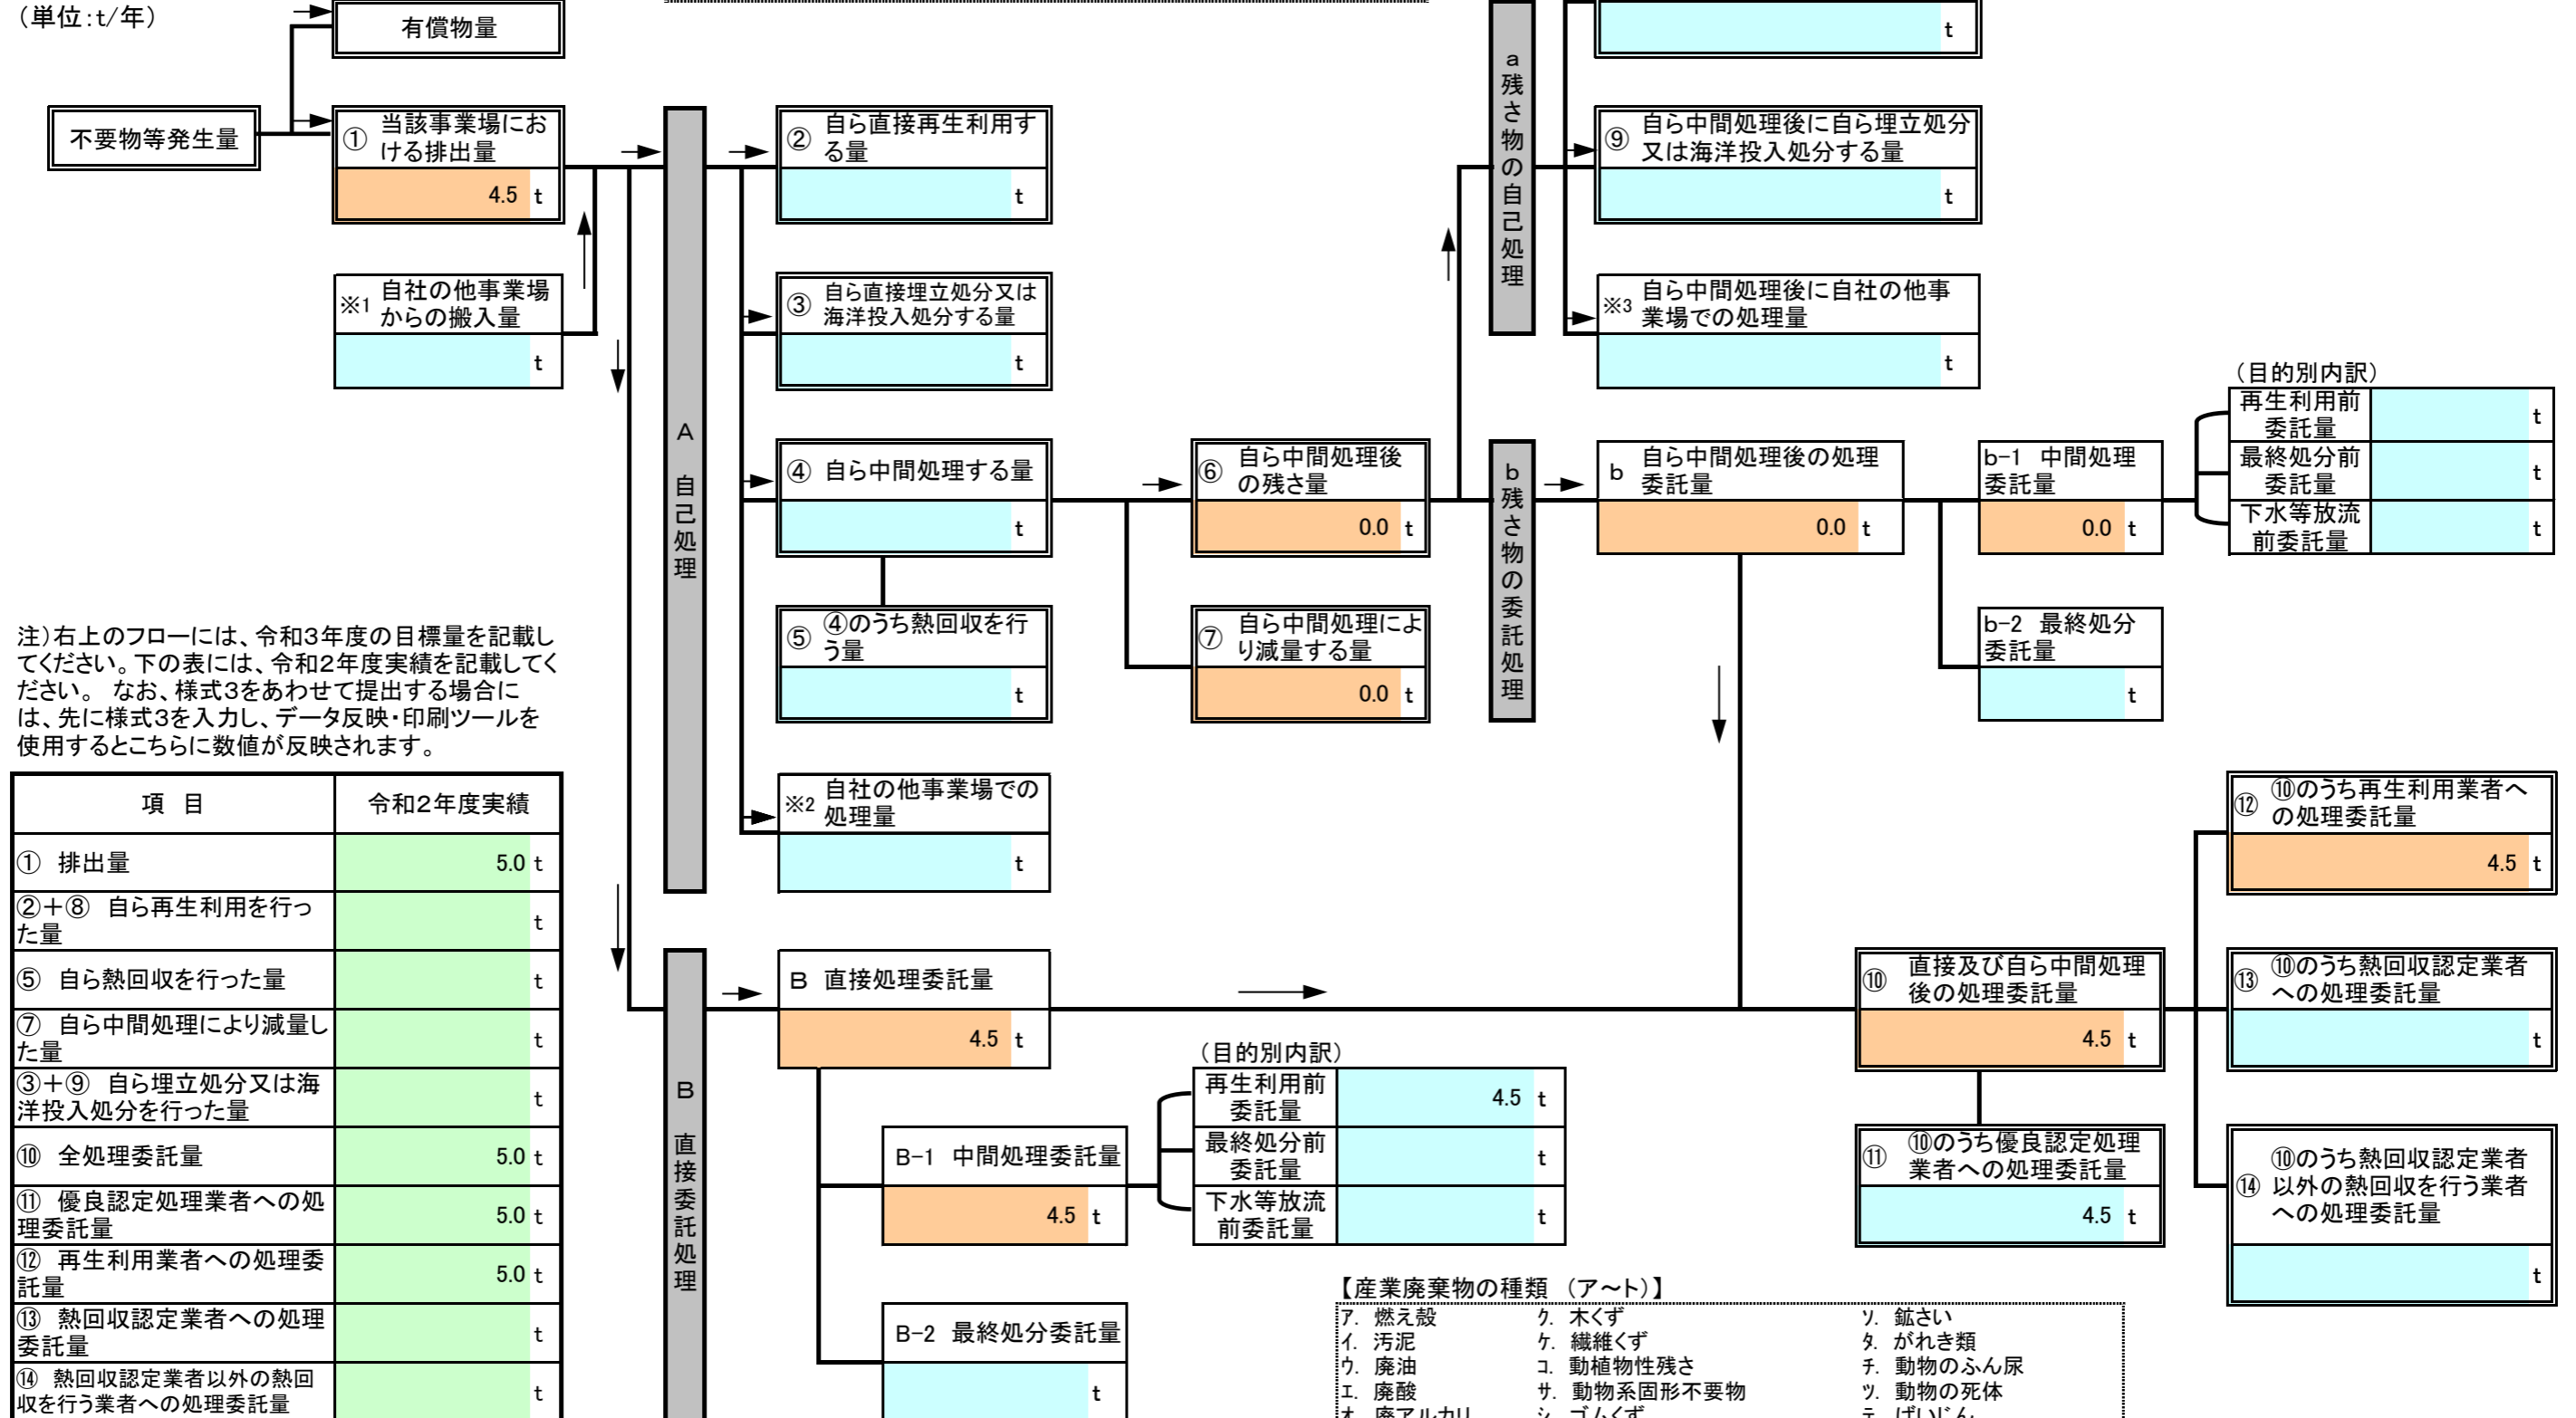 （単位：t/年）
有償物量
不要物等発生量
① 当該事業場にお
ける排出量
4.5 t
※1 自社の他事業場
からの搬入量
t
A 自己処理
② 自ら直接再生利用す
る量
t
③ 自ら直接埋立処分又は
海洋投入処分する量
t
④ 自ら中間処理する量
t
⑤ ④のうち熱回収を行
う量
t
※2 自社の他事業場での
処理量
t
⑥ 自ら中間処理後
の残さ量
0.0 t
⑦ 自ら中間処理によ
り減量する量
0.0 t
a 残さ物の自己処理
t
⑨ 自ら中間処理後に自ら埋立処分
又は海洋投入処分する量
t
※3 自ら中間処理後に自社の他事
業場での処理量
t
b 残さ物の委託処理
b 自ら中間処理後の処理
委託量
0.0 t
b-1 中間処理
委託量
0.0 t
（目的別内訳）
再生利用前
委託量
t
最終処分前
委託量
t
下水等放流
前委託量
t
b-2 最終処分
委託量
t
注）右上のフローには、令和3年度の目標量を記載し
てください。下の表には、令和2年度実績を記載してく
ださい。 なお、様式3をあわせて提出する場合に
は、先に様式3を入力し、データ反映・印刷ツールを
使用するとこちらに数値が反映されます。
項 目 令和2年度実績
① 排出量 5.0 t
②＋⑧ 自ら再生利用を行っ
た量 t
⑤ 自ら熱回収を行った量 t
⑦ 自ら中間処理により減量し
た量 t
③＋⑨ 自ら埋立処分又は海
洋投入処分を行った量 t
⑩ 全処理委託量 5.0 t
⑪ 優良認定処理業者への処
理委託量 5.0 t
⑫ 再生利用業者への処理委
託量 5.0 t
⑬ 熱回収認定業者への処理
委託量 t
⑭ 熱回収認定業者以外の熱回
収を行う業者への処理委託量 t
B 直接委託処理
B 直接処理委託量
4.5 t
B-1 中間処理委託量
4.5 t
（目的別内訳）
再生利用前
委託量
4.5 t
最終処分前
委託量
t
下水等放流
前委託量
t
B-2 最終処分委託量
t
⑩ 直接及び自ら中間処理
後の処理委託量
4.5 t
⑪ ⑩のうち優良認定処理
業者への処理委託量
4.5 t
⑫ ⑩のうち再生利用業者へ
の処理委託量
4.5 t
⑬ ⑩のうち熱回収認定業者
への処理委託量
t
⑭ ⑩のうち熱回収認定業者
以外の熱回収を行う業者
への処理委託量
t
【産業廃棄物の種類 （ア～ト）】
ア. 燃え殻 ク. 木くず ソ. 鉱さい
イ. 汚泥 ケ. 繊維くず タ. がれき類
ウ. 廃油 コ. 動植物性残さ チ. 動物のふん尿
エ. 廃酸 サ. 動物系固形不要物 ツ. 動物の死体
オ. 廃アルカリ シ. ゴムくず テ. ばいじん